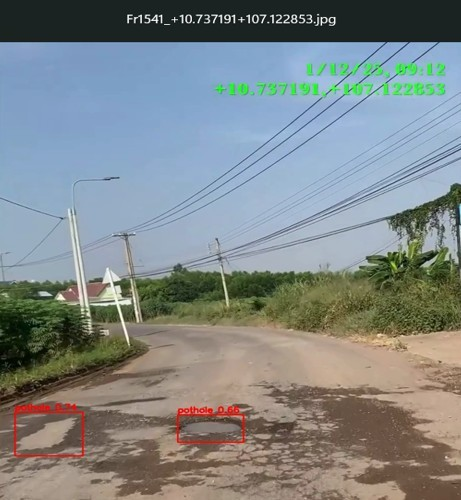 Fr1541_+10.737191+107.122853.jpg
1/12/25, 09:12
+10.737191,+107.122853
pothole 0.74
pothole 0.66